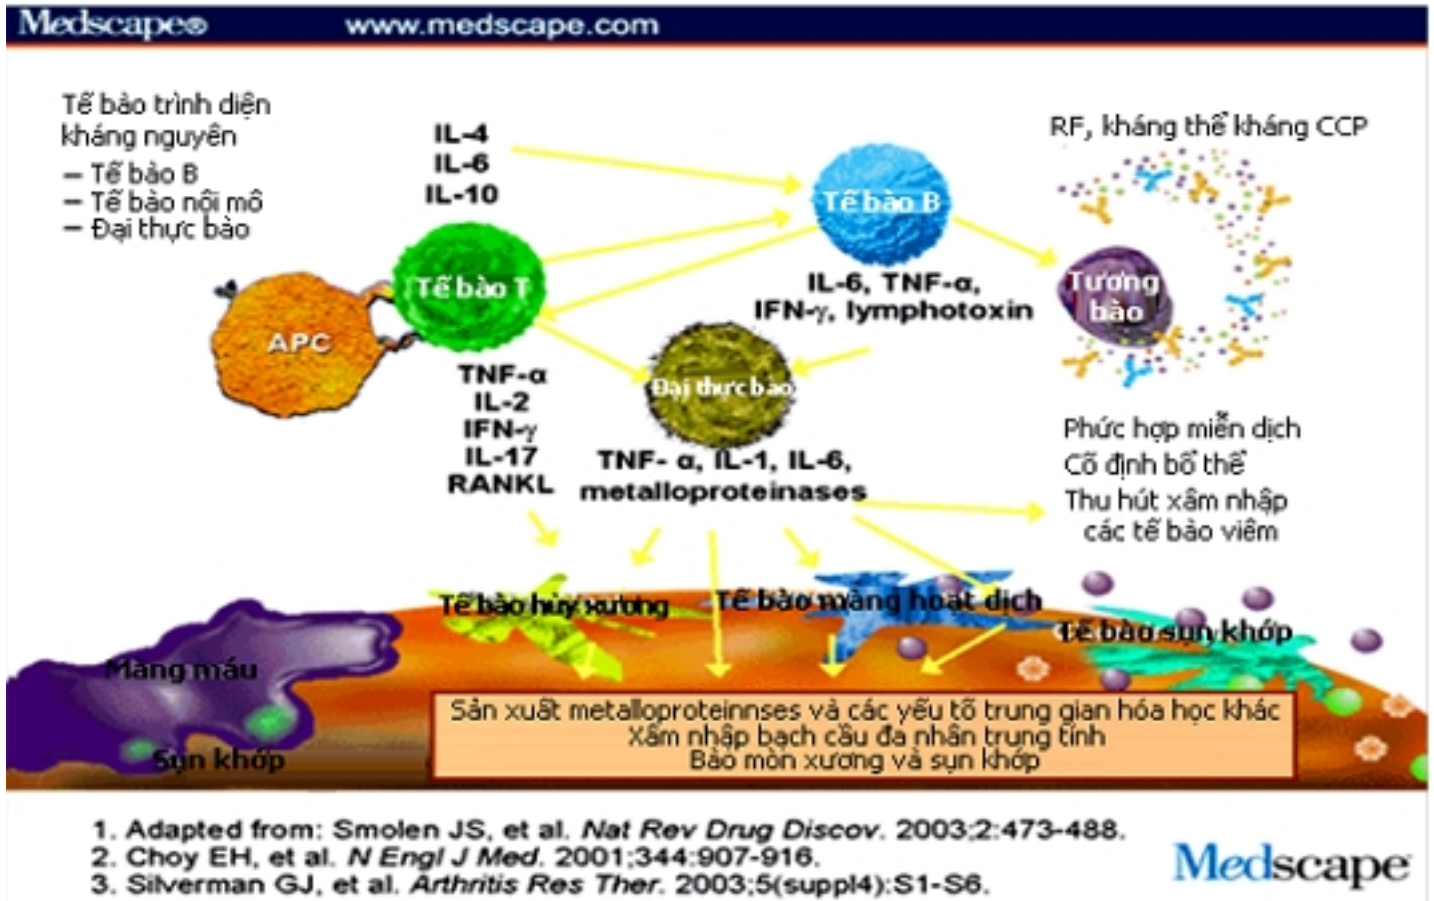 Medscape® www.medscape.com
Tế bào trình diện
kháng nguyên
– Tế bào B
– Tế bào nội mô
– Đại thực bào
IL-4
IL-6
IL-10
Tế bào B
RF, kháng thể kháng CCP
APC
Tế bào T
IL-6, TNF-α,
IFN-γ, lymphotoxin
Tương
bào
Đại thực bào
TNF-α
IL-2
IFN-γ
IL-17
RANKL
TNF- α, IL-1, IL-6,
metalloproteinases
Phức hợp miễn dịch
Cố định bổ thể
Thu hút xâm nhập
các tế bào viêm
Tế bào hủy xương
Tế bào màng hoạt dịch
Tế bào sụn khớp
Màng máu
Sụn khớp
Sản xuất metalloproteinnses và các yếu tố trung gian hóa học khác
Xâm nhập bạch cầu đa nhân trung tính
Bào mòn xương và sụn khớp
1. Adapted from: Smolen JS, et al. Nat Rev Drug Discov. 2003;2:473-488.
2. Choy EH, et al. N Engl J Med. 2001;344:907-916.
3. Silverman GJ, et al. Arthritis Res Ther. 2003;5(suppl4):S1-S6.
Medscape